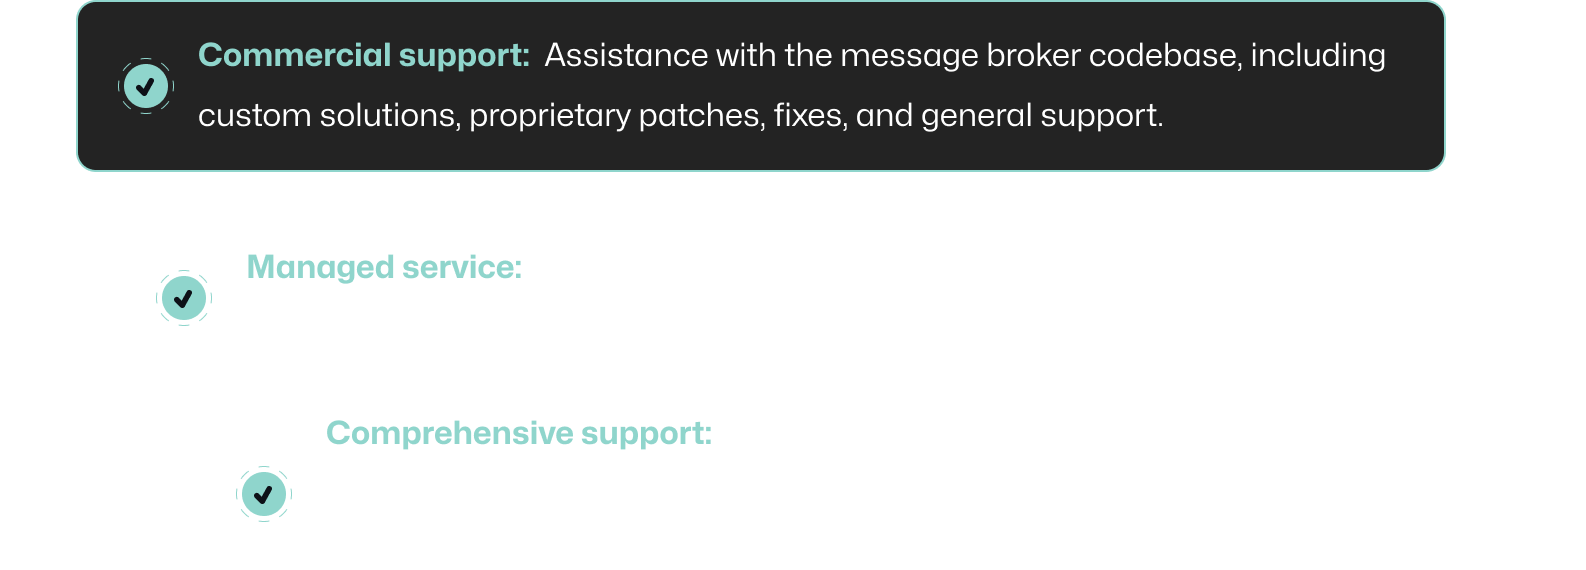 Commercial support: Assistance with the message broker codebase, including
custom solutions, proprietary patches, fixes, and general support.
Managed service:
Comprehensive support: